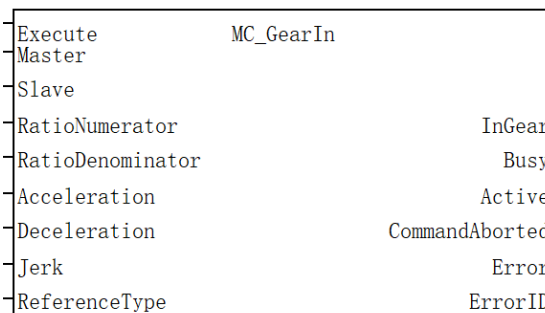 Execute MC_GearIn
Master
Slave
RatioNumerator InGear
RatioDenominator Busy
Acceleration Active
Deceleration CommandAborted
Jerk Error
ReferenceType ErrorID